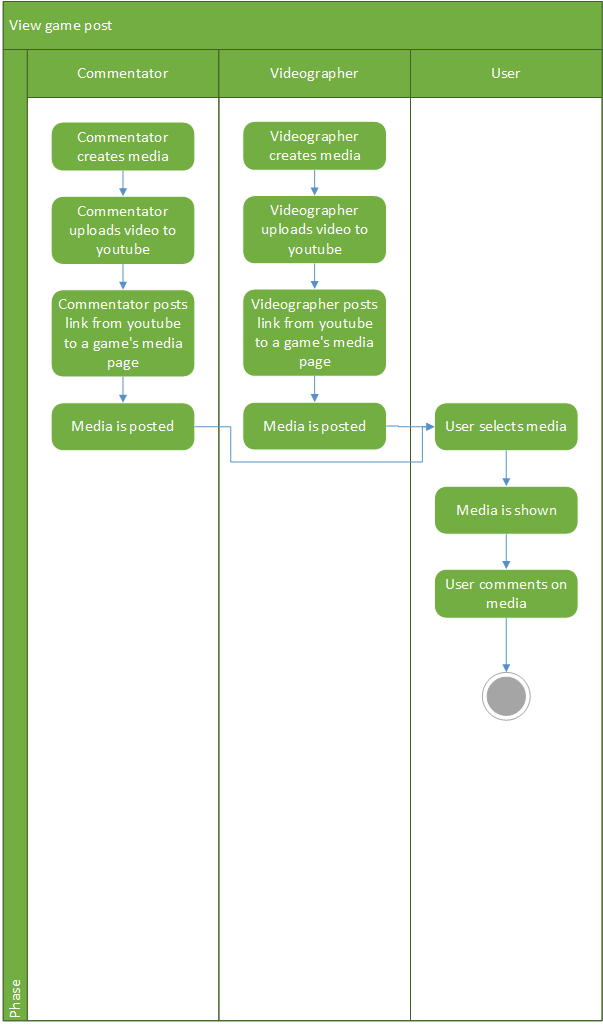 View game post
Commentator
Videographer
User
Commentator
creates media
Commentator
uploads video to
youtube
Commentator posts
link from youtube
to a game's media
page
Media is posted
Videographer
creates media
Videographer
uploads video to
youtube
Videographer posts
link from youtube
to a game's media
page
Media is posted
User selects media
Media is shown
User comments on
media
Phase